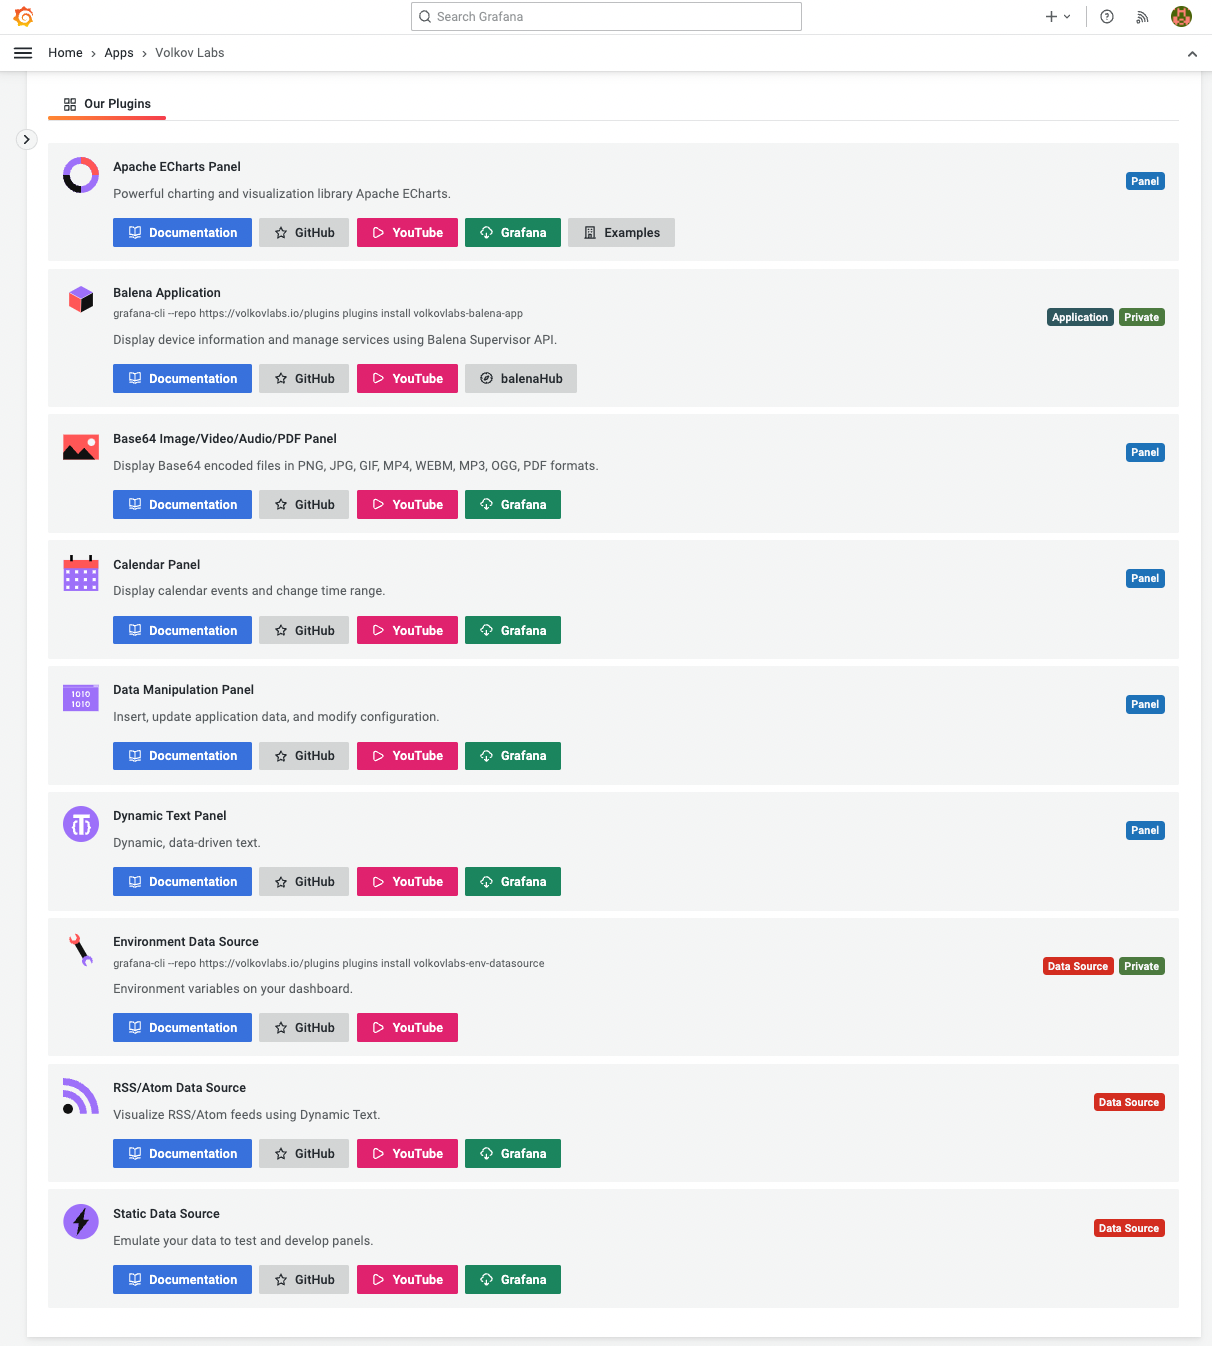 Search Grafana
Home > Apps > Volkov Labs
Our Plugins
Apache ECharts Panel
Powerful charting and visualization library Apache ECharts.
Panel
Documentation GitHub YouTube Grafana Examples
Balena Application
grafana-cli --repo https://volkovlabs.io/plugins plugins install volkovlabs-balena-app
Application Private
Display device information and manage services using Balena Supervisor API.
Documentation GitHub YouTube balenaHub
Base64 Image/Video/Audio/PDF Panel
Panel
Display Base64 encoded files in PNG, JPG, GIF, MP4, WEBM, MP3, OGG, PDF formats.
Documentation GitHub YouTube Grafana
Calendar Panel
Panel
Display calendar events and change time range.
Documentation GitHub YouTube Grafana
1010
1010
Data Manipulation Panel
Panel
Insert, update application data, and modify configuration.
Documentation GitHub YouTube Grafana
{T}
Dynamic Text Panel
Panel
Dynamic, data-driven text.
Documentation GitHub YouTube Grafana
Environment Data Source
grafana-cli --repo https://volkovlabs.io/plugins plugins install volkovlabs-env-datasource
Data Source Private
Environment variables on your dashboard.
Documentation GitHub YouTube
RSS/Atom Data Source
Data Source
Visualize RSS/Atom feeds using Dynamic Text.
Documentation GitHub YouTube Grafana
Static Data Source
Data Source
Emulate your data to test and develop panels.
Documentation GitHub YouTube Grafana